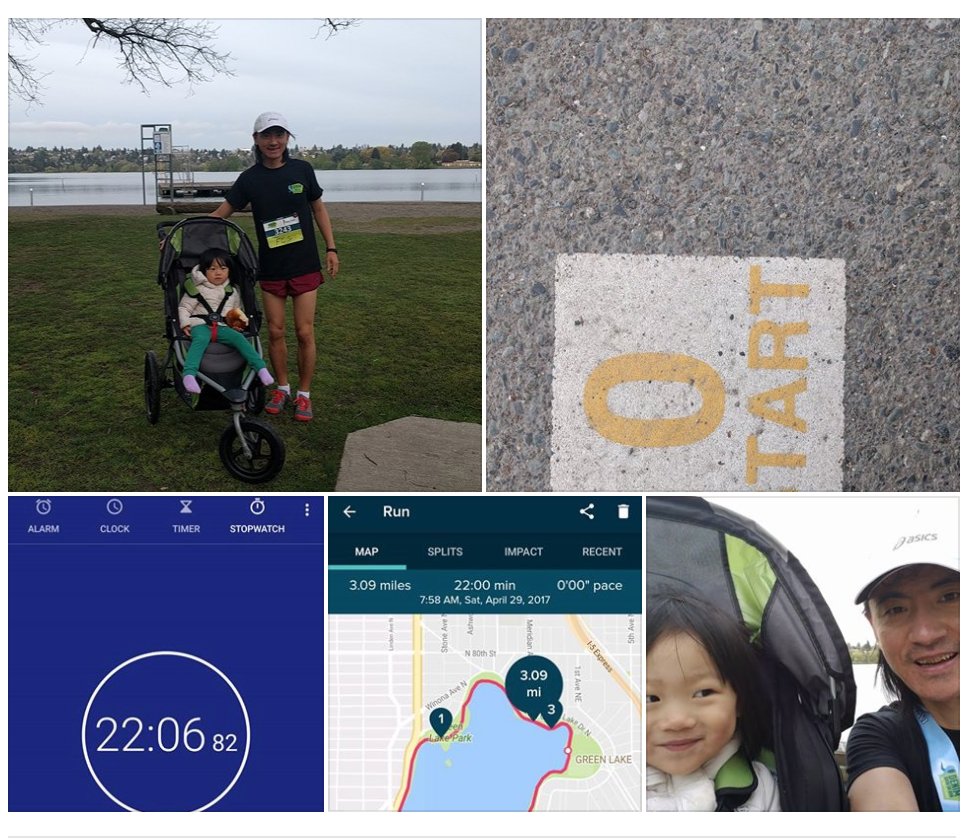 3243
0
START
ALARM
CLOCK
TIMER
STOPWATCH
22:06 82
Run
MAP
SPLITS
IMPACT
RECENT
3.09 miles
22:00 min
0'00" pace
7:58 AM, Sat, April 29, 2017
Linden Ave N
Stone Ave N
Meridian A
5th Ave NE
N 80th St
I-5 Express
1st Ave NE
Winona Ave N
3.09
mi
1
3
Lake Park
Lake Dr N
GREEN LAKE
asics